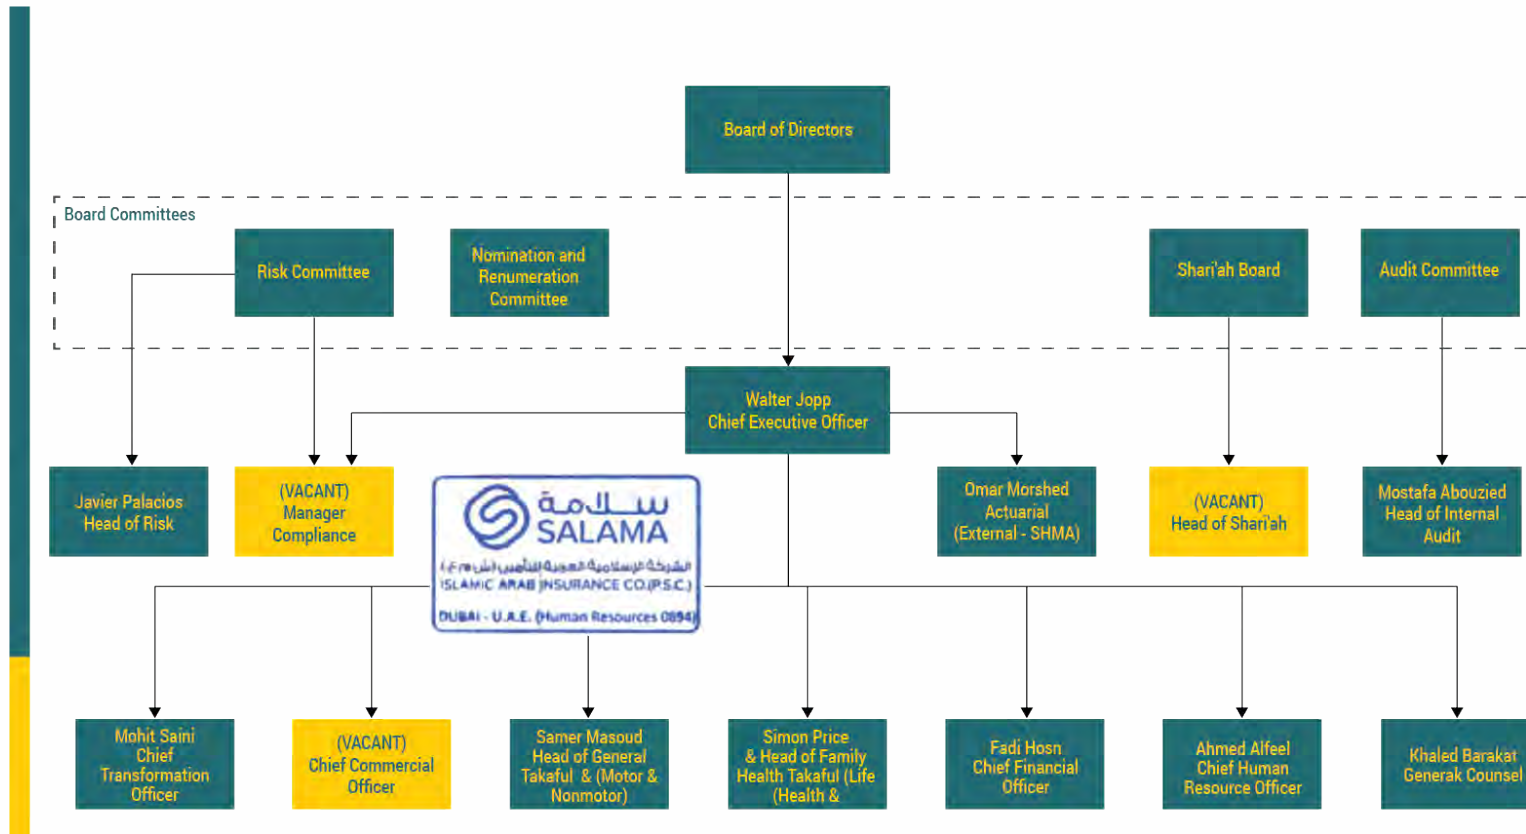 Board of Directors
Board Committees
Risk Committee
Nomination and
Renumeration
Committee
Shari'ah Board
Audit Committee
Walter Jopp
Chief Executive Officer
Javier Palacios
Head of Risk
(VACANT)
Manager
Compliance
Omar Morshed
Actuarial
(External - SHMA)
(VACANT)
Head of Shari'ah
Mostafa Abouzied
Head of Internal
Audit
سلامة
SALAMA
الشركة الإسلامية العربية للتأمين (ش.م.ع.)
ISLAMIC ARAB INSURANCE CO.(P.S.C.)
DUBAI - U.A.E. (Human Resources 0894)
Mohit Saini
Chief
Transformation
Officer
(VACANT)
Chief Commercial
Officer
Samer Masoud
Head of General
Takaful & (Motor &
Nonmotor)
Simon Price
& Head of Family
Health Takaful (Life
(Health &
Fadi Hosn
Chief Financial
Officer
Ahmed Alfeel
Chief Human
Resource Officer
Khaled Barakat
Generak Counsel